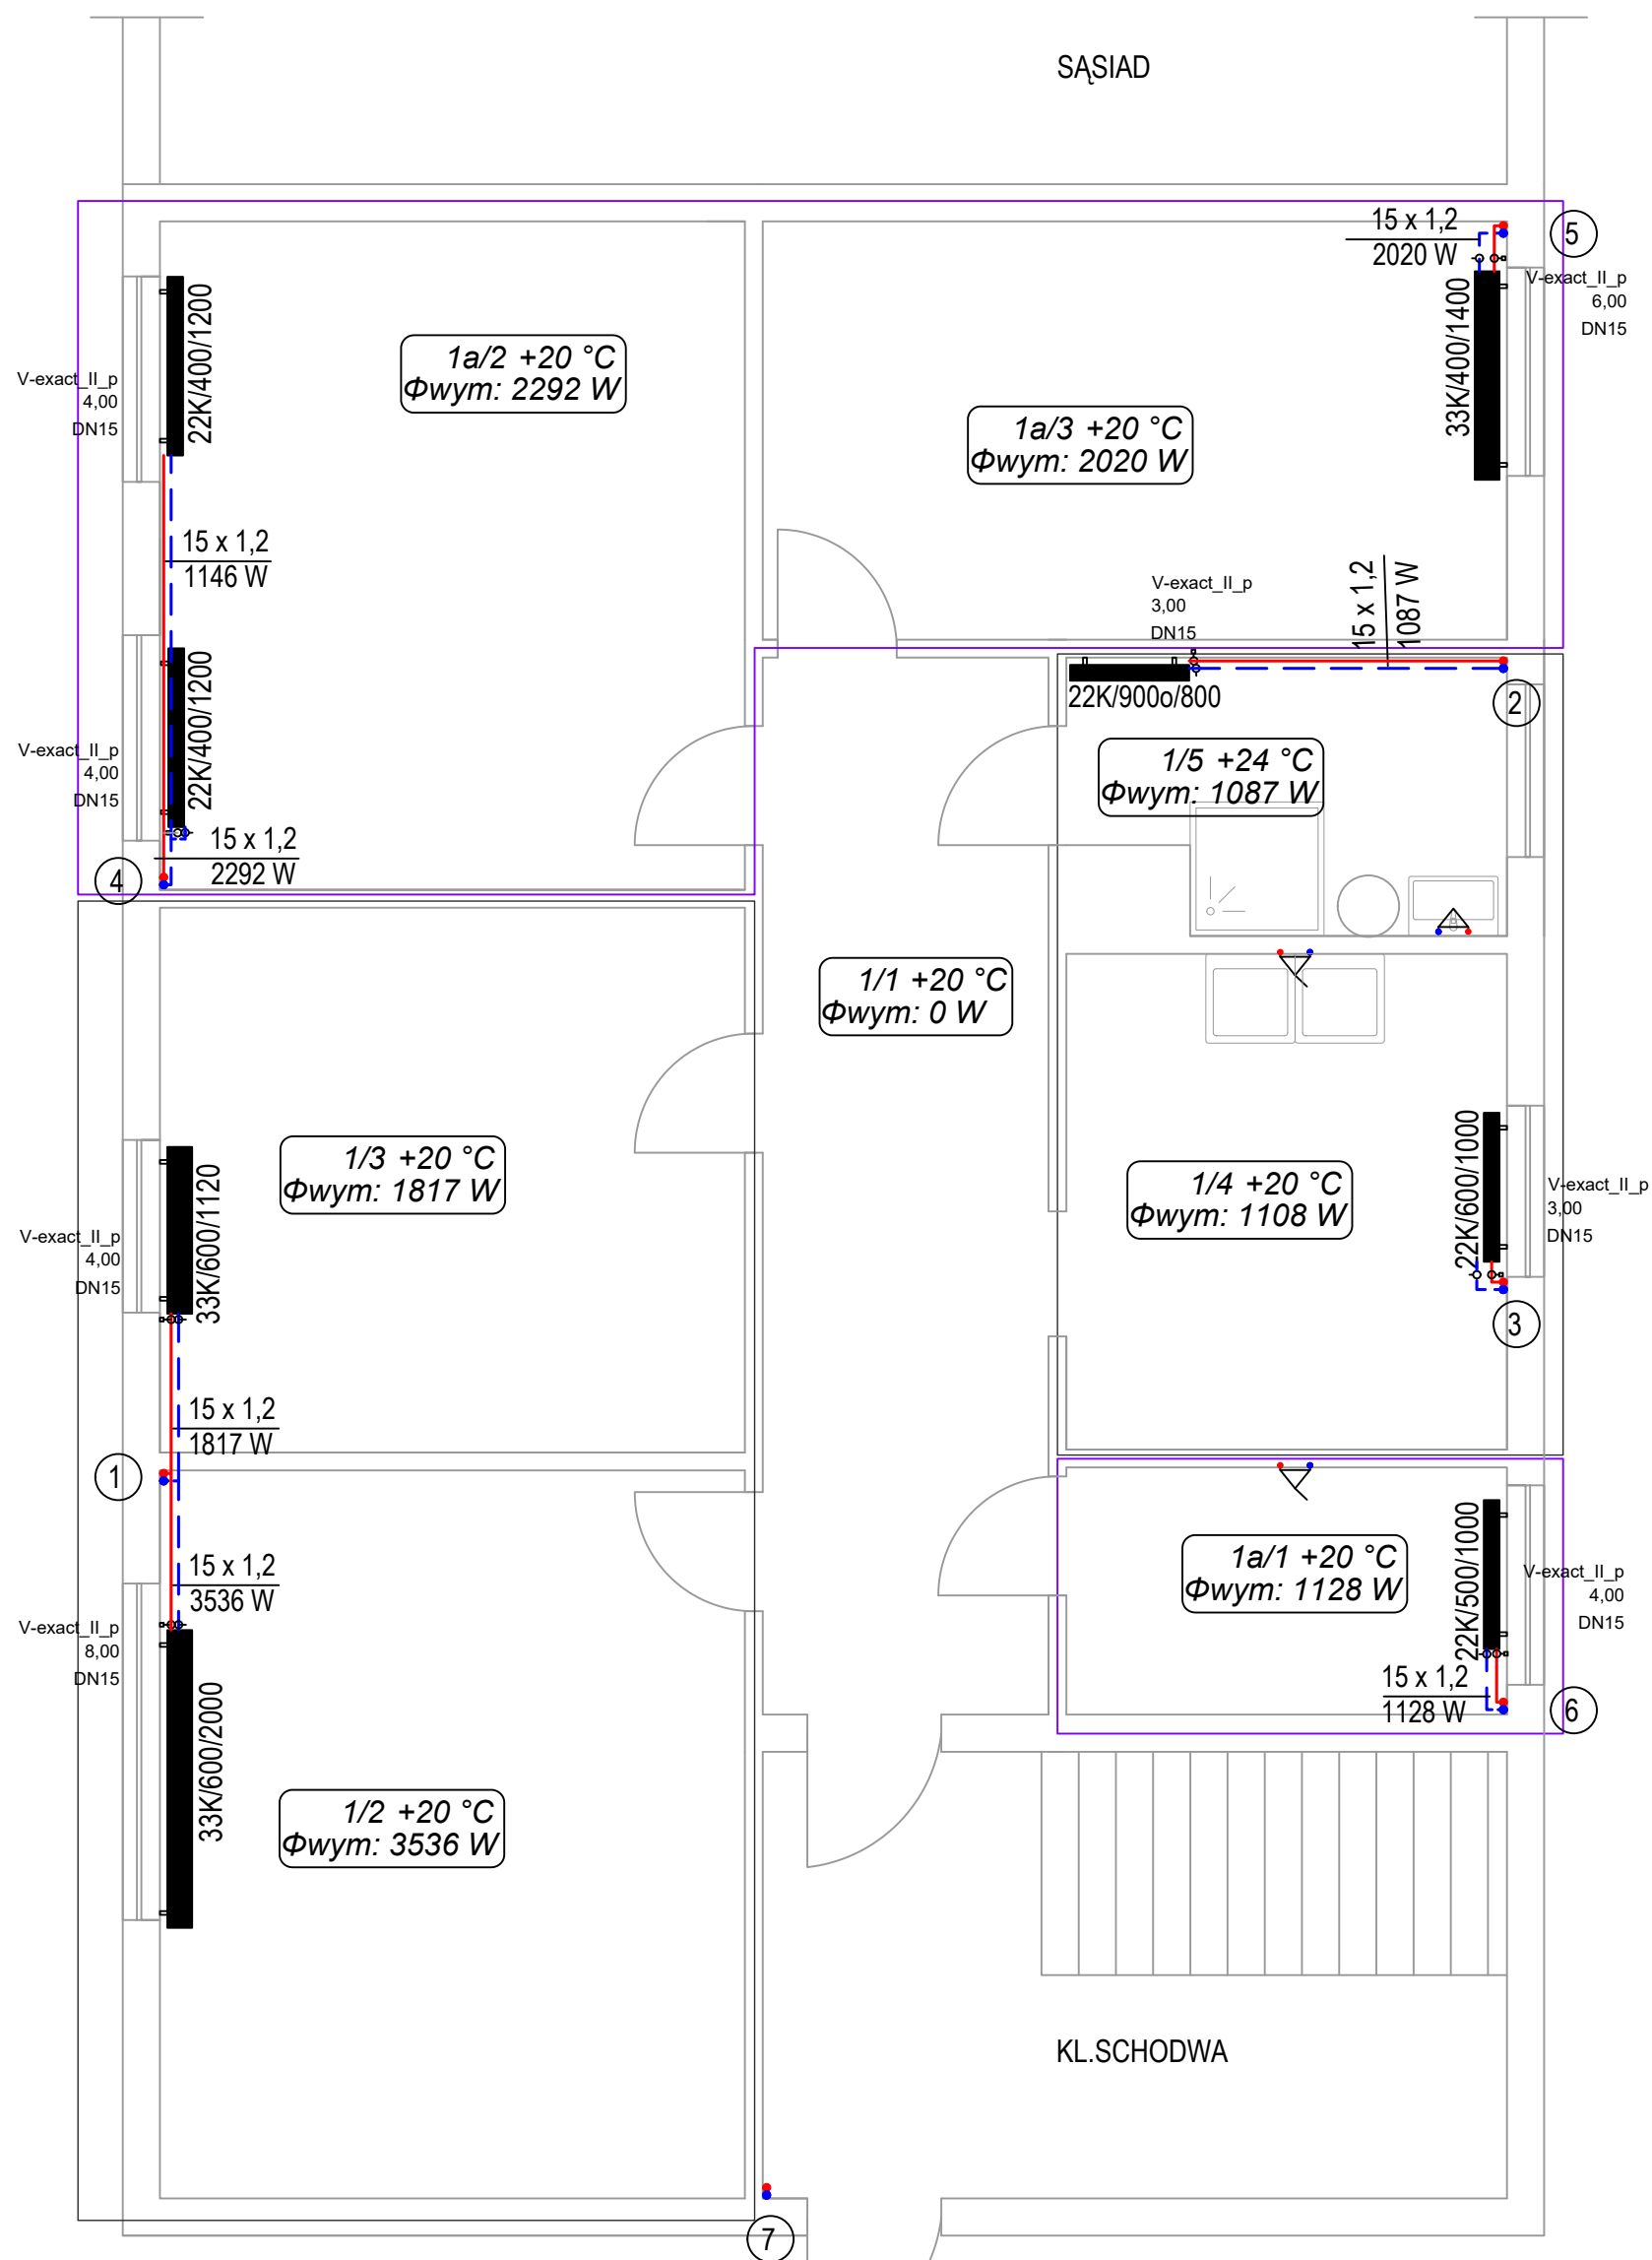 SĄSIAD
15 x 1,2
2020 W
5
V-exact_II_p
6,00
DN15
33K/400/1400
22K/400/1200
1a/2 +20 °C
Φwym: 2292 W
V-exact_II_p
4,00
DN15
1a/3 +20 °C
Φwym: 2020 W
15 x 1,2
1146 W
V-exact_II_p
3,00
DN15
15 x 1,2
1087 W
22K/900o/800
2
22K/400/1200
V-exact_II_p
4,00
DN15
1/5 +24 °C
Φwym: 1087 W
15 x 1,2
2292 W
4
1/1 +20 °C
Φwym: 0 W
1/3 +20 °C
Φwym: 1817 W
33K/600/1120
V-exact_II_p
4,00
DN15
1/4 +20 °C
Φwym: 1108 W
22K/600/1000
V-exact_II_p
3,00
DN15
3
15 x 1,2
1817 W
1
15 x 1,2
3536 W
1a/1 +20 °C
Φwym: 1128 W
22K/500/1000
V-exact_II_p
4,00
DN15
V-exact_II_p
8,00
DN15
15 x 1,2
1128 W
6
33K/600/2000
1/2 +20 °C
Φwym: 3536 W
KL.SCHODWA
7